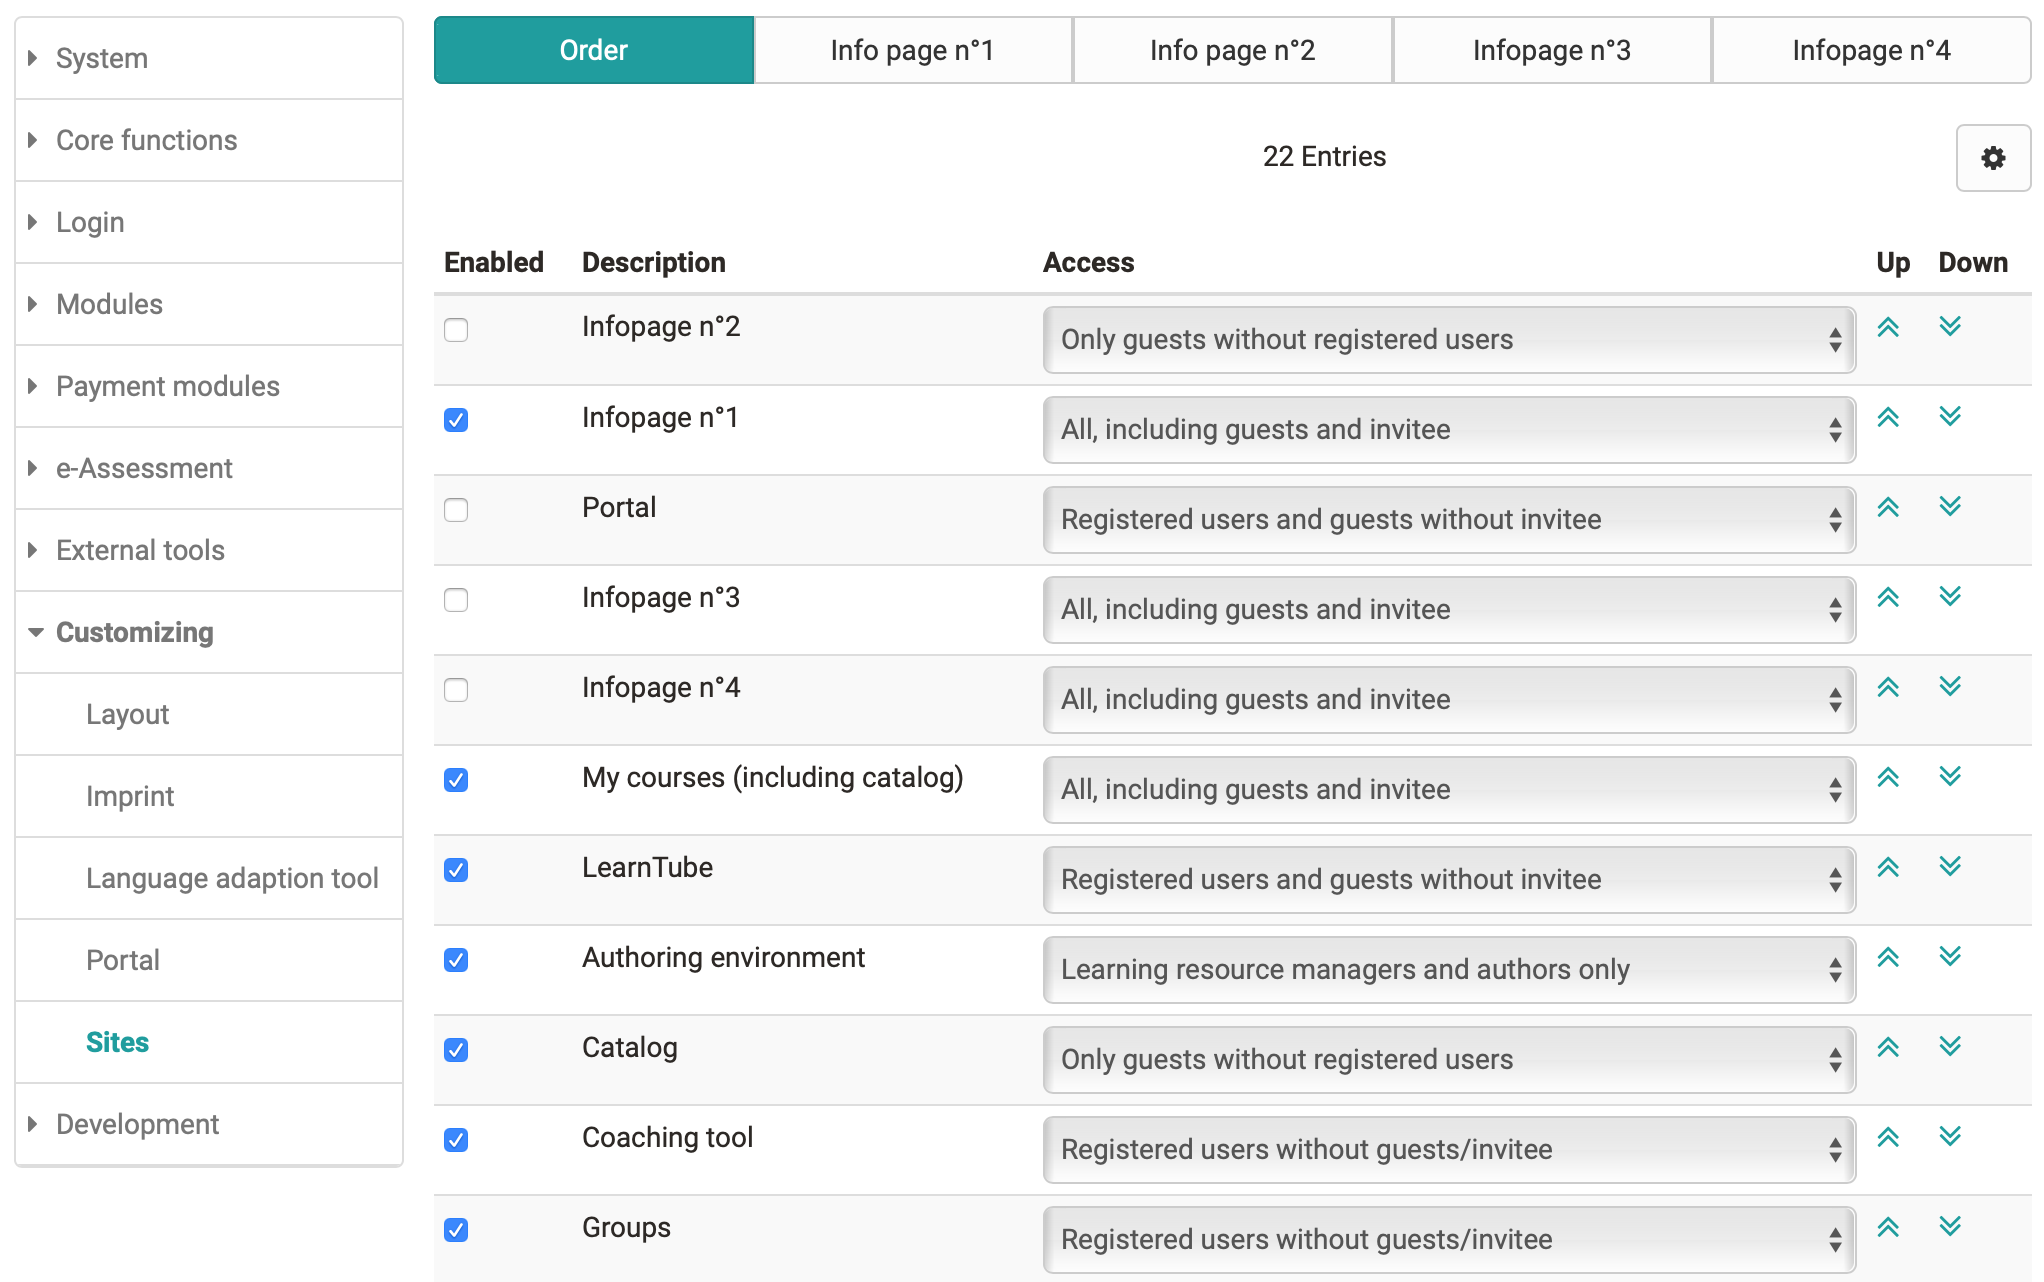 System
Core functions
Login
Modules
Payment modules
e-Assessment
External tools
Customizing
Layout
Imprint
Language adaption tool
Portal
Sites
Development
Order
Info page n°1
Info page n°2
Infopage n°3
Infopage n°4
22 Entries
Enabled Description Access Up Down
Infopage n°2 Only guests without registered users
Infopage n°1 All, including guests and invitee
Portal Registered users and guests without invitee
Infopage n°3 All, including guests and invitee
Infopage n°4 All, including guests and invitee
My courses (including catalog) All, including guests and invitee
LearnTube Registered users and guests without invitee
Authoring environment Learning resource managers and authors only
Catalog Only guests without registered users
Coaching tool Registered users without guests/invitee
Groups Registered users without guests/invitee